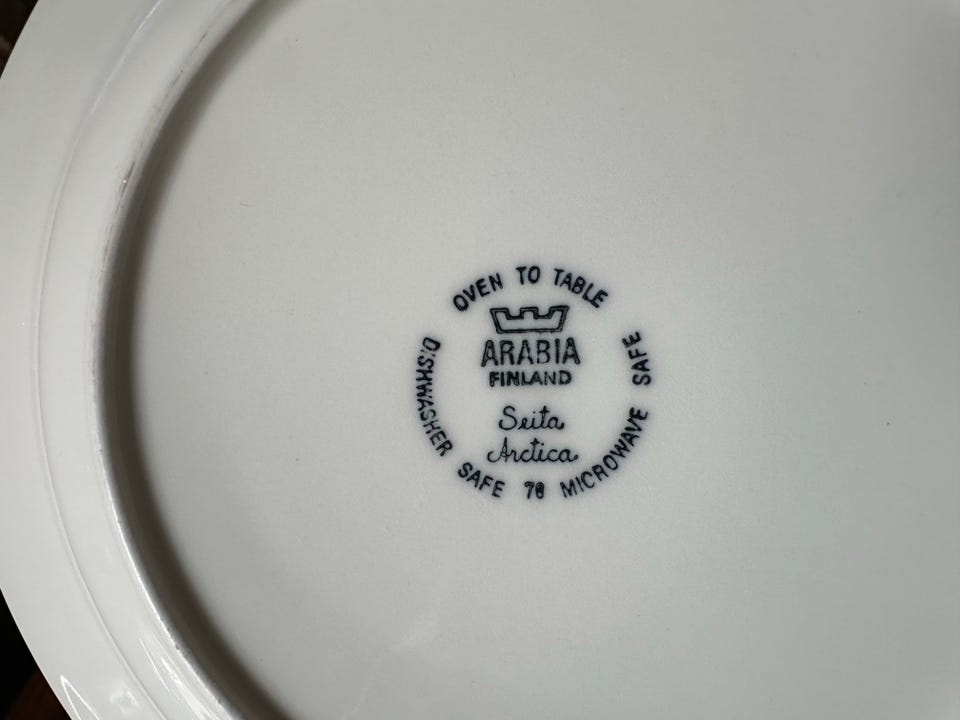 OVEN TO TABLE
ARABIA
FINLAND
Seita
Arctica
DISHWASHER SAFE 78 MICROWAVE SAFE